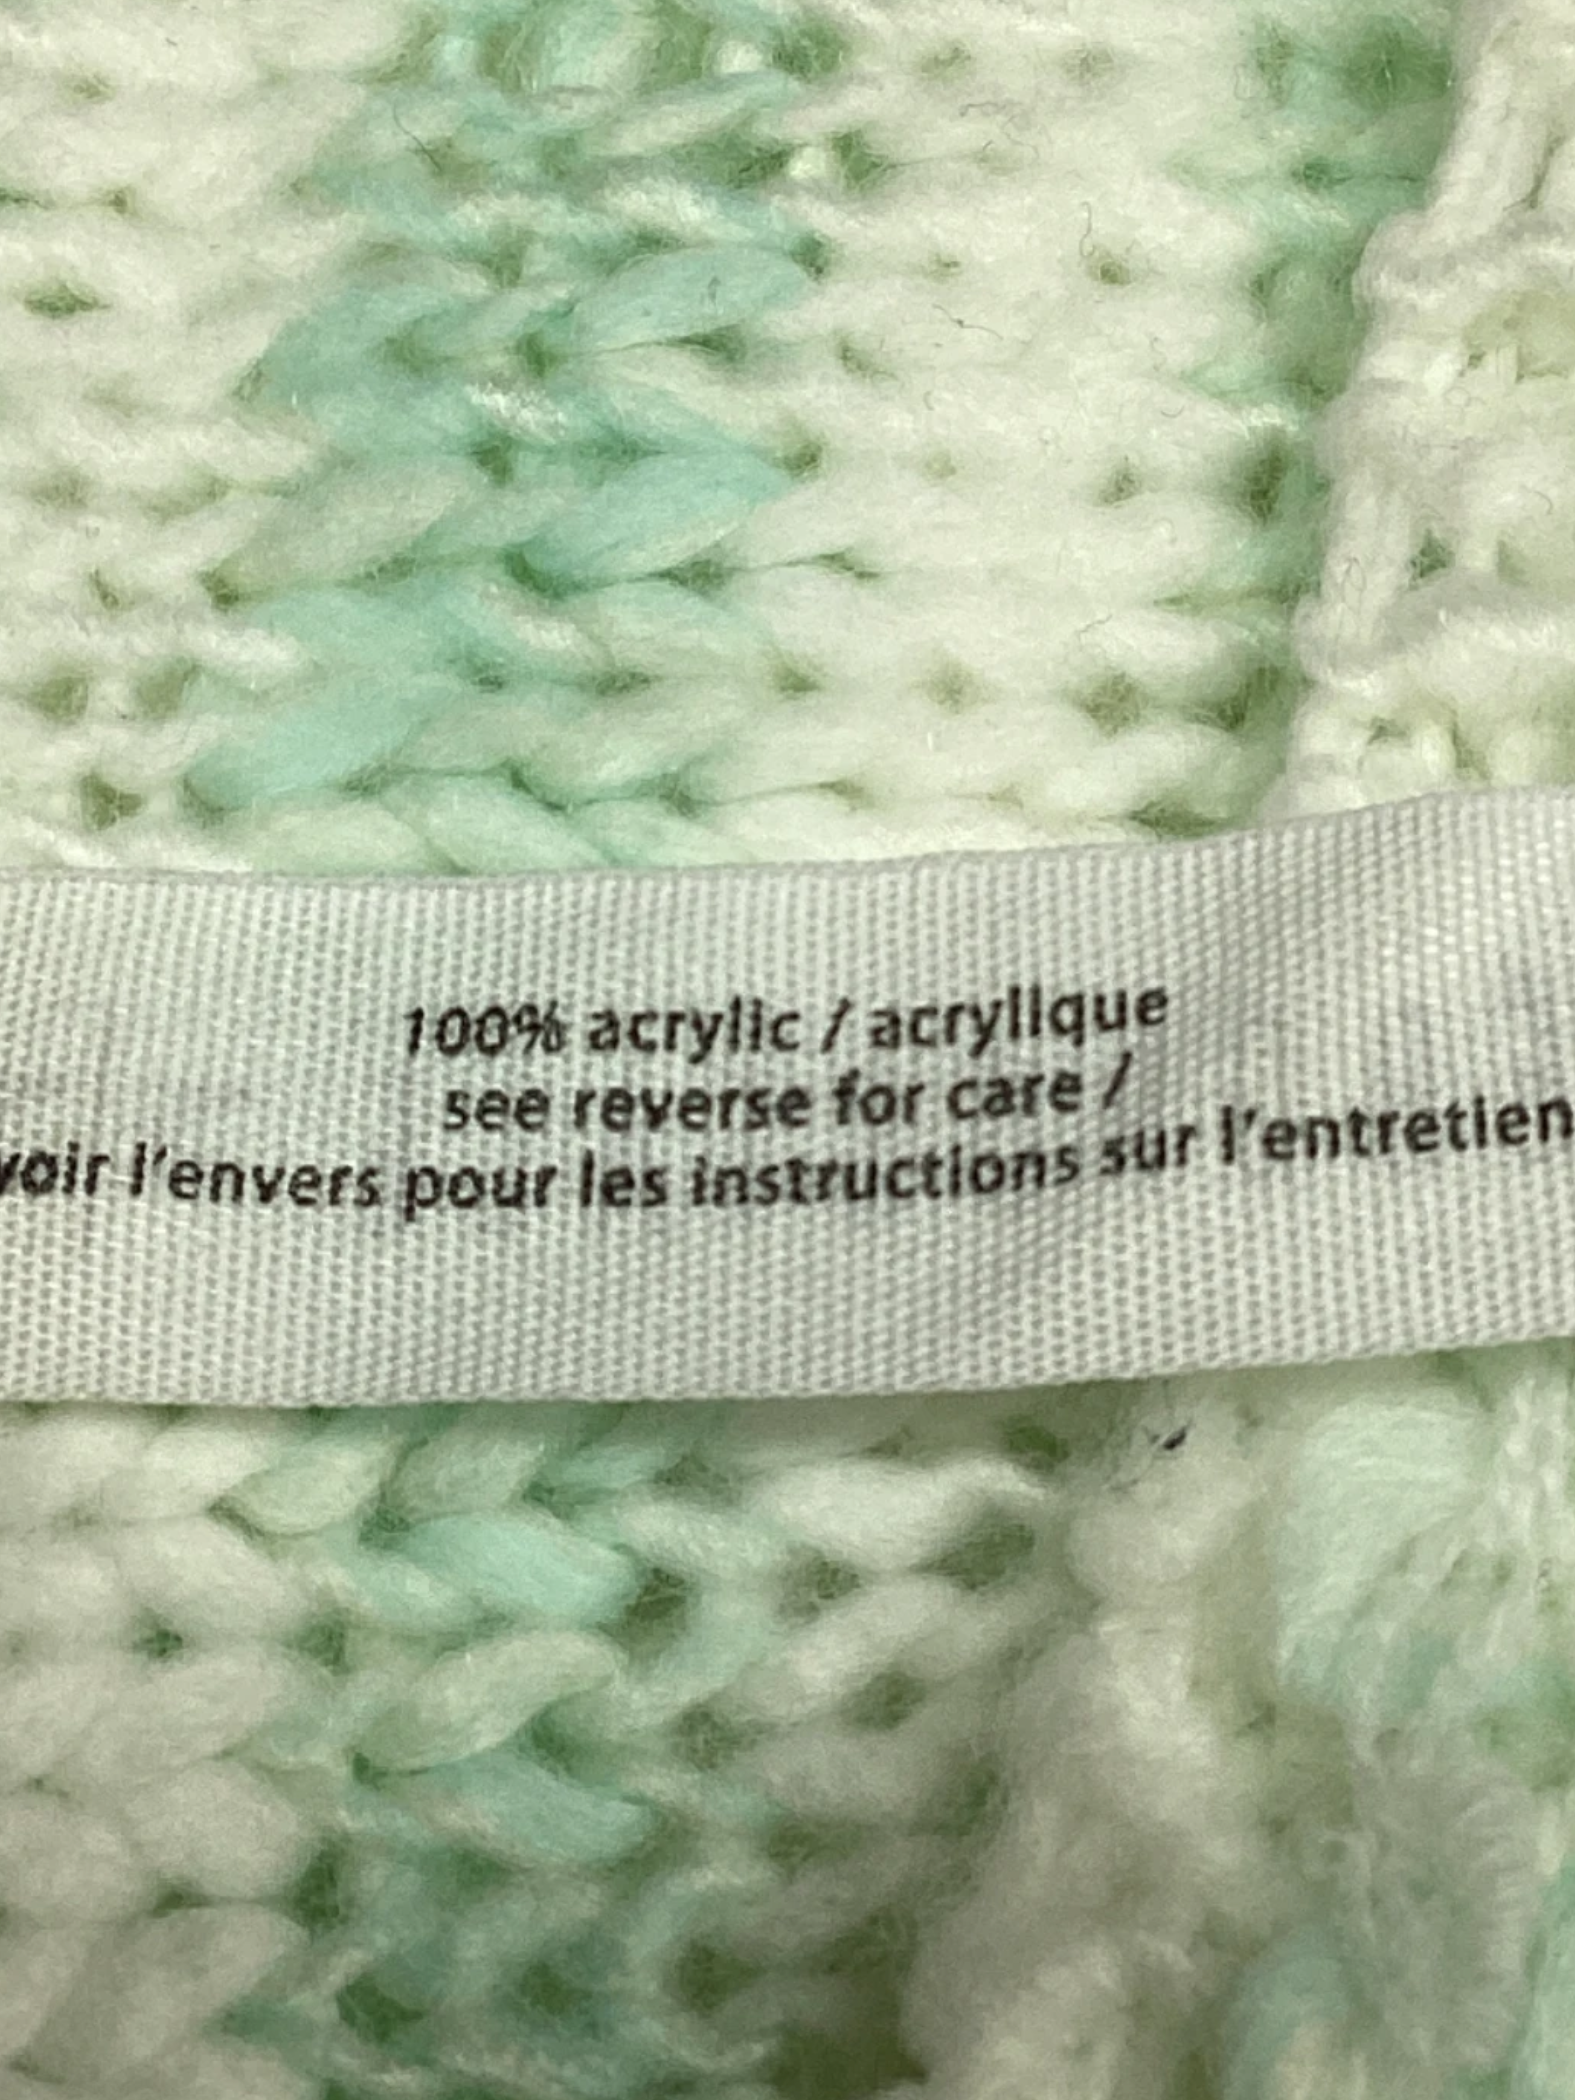 100% acrylic / acrylique
see reverse for care /
voir l'envers pour les instructions sur l'entretien